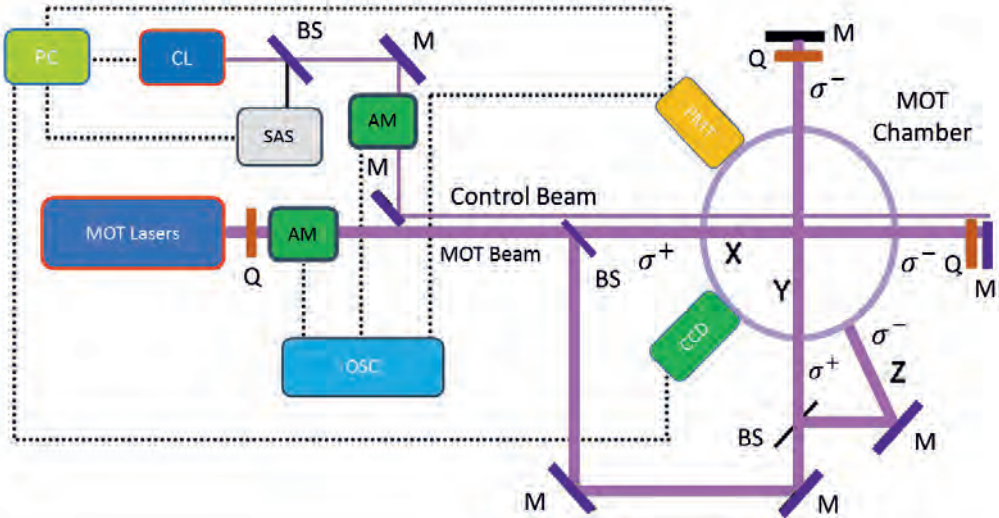 BS
M
M
PC
CL
Q
σ⁻
AM
PMT
MOT
Chamber
SAS
M
Control Beam
MOT Lasers
AM
MOT Beam
σ⁺
X
σ⁻
Q
Q
BS
Y
M
CCD
σ⁻
OSC
σ⁺
Z
BS
M
M
M